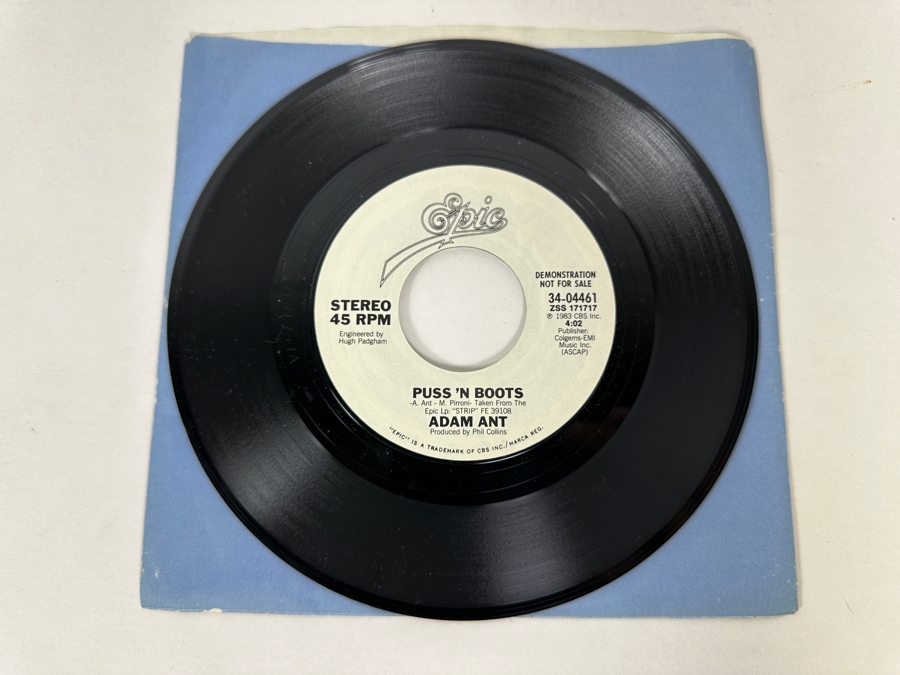 Epic
DEMONSTRATION
NOT FOR SALE
34-04461
ZSS 171717
℗ 1983 CBS Inc.
4:02
Publisher:
Colgems-EMI
Music Inc.
(ASCAP)
STEREO
45 RPM
Engineered by
Hugh Padgham
PUSS 'N BOOTS
-A. Ant - M. Pirroni- Taken From The
Epic Lp: "STRIP" FE 39108
ADAM ANT
Produced by Phil Collins
"EPIC" IS A TRADEMARK OF CBS INC./MARCA REG.